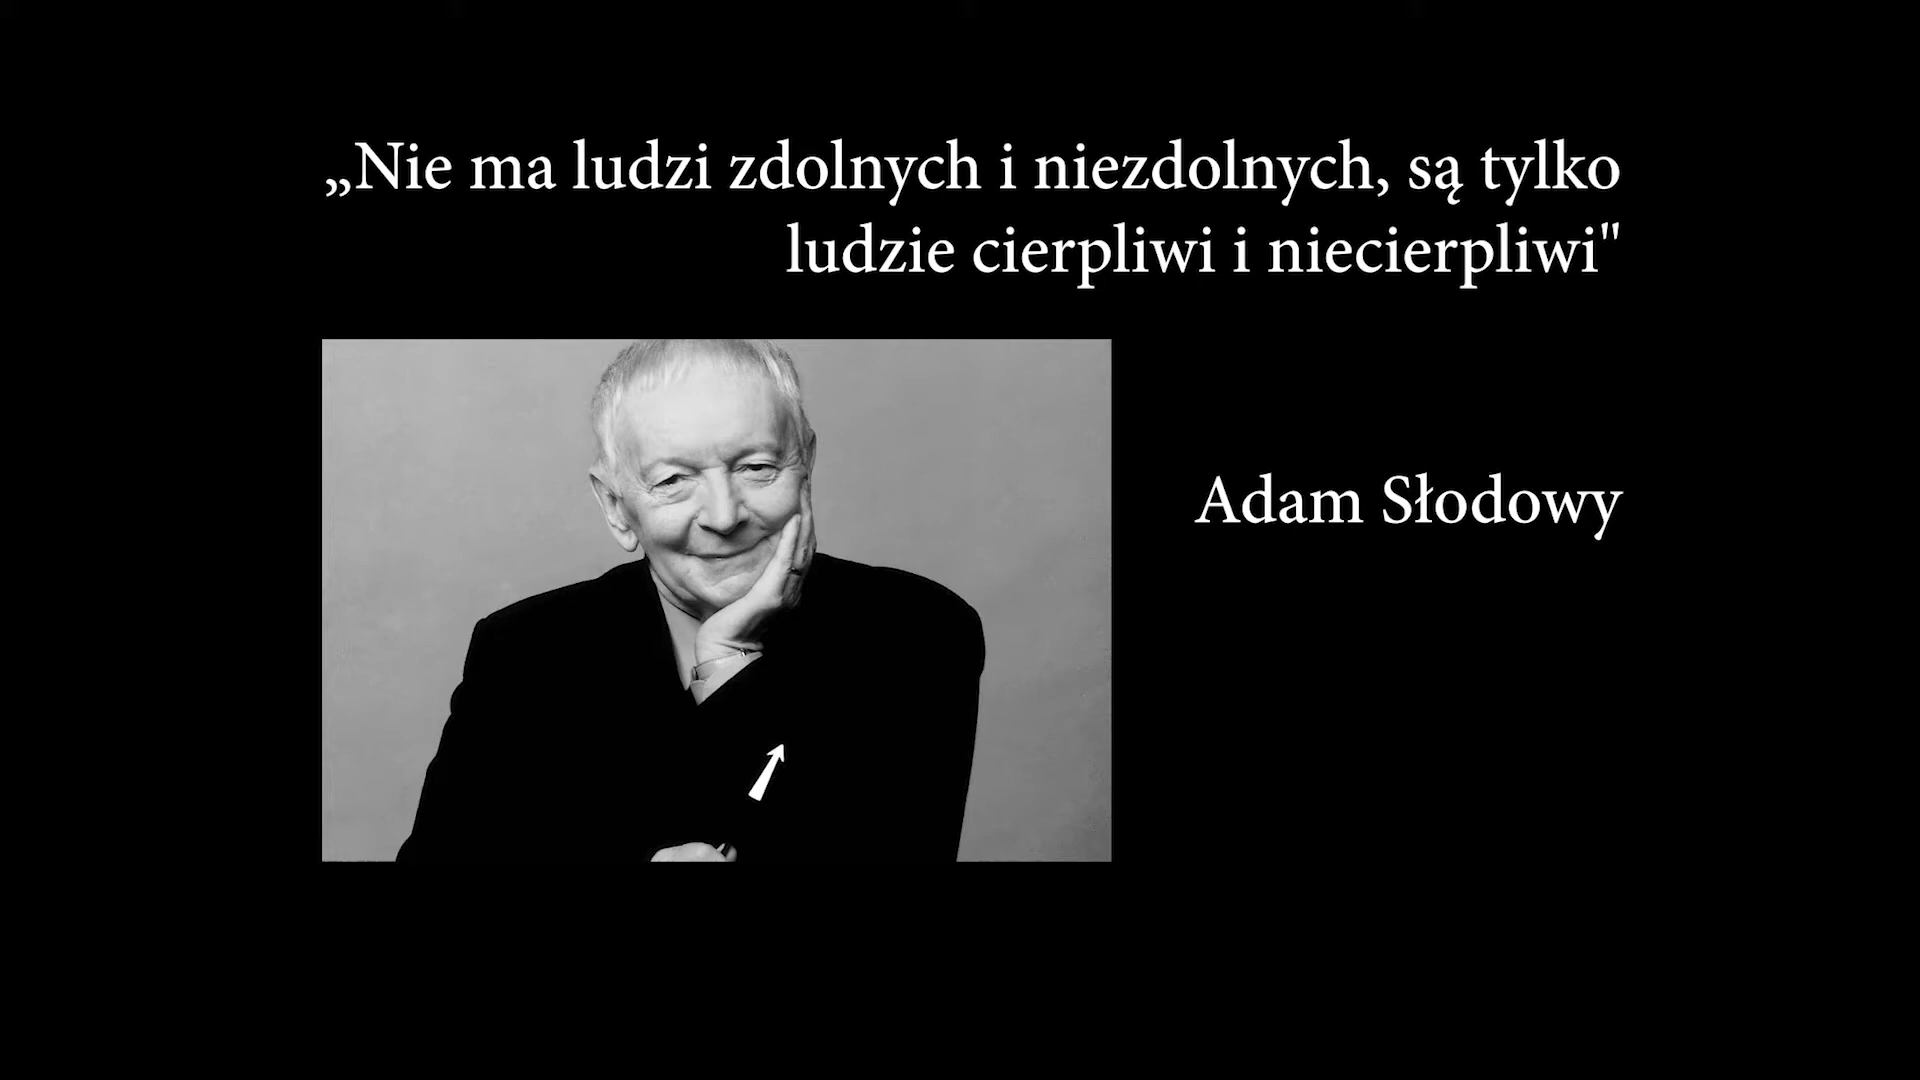 „Nie ma ludzi zdolnych i niezdolnych, są tylko
ludzie cierpliwi i niecierpliwi"
Adam Słodowy